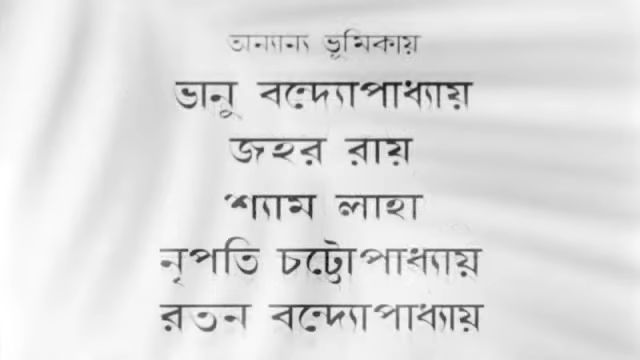 অন্যান্য ভূমিকায়
ভানু বন্দ্যোপাধ্যায়
জহর রায়
শ্যাম লাহা
নৃপতি চট্টোপাধ্যায়
রতন বন্দ্যোপাধ্যায়